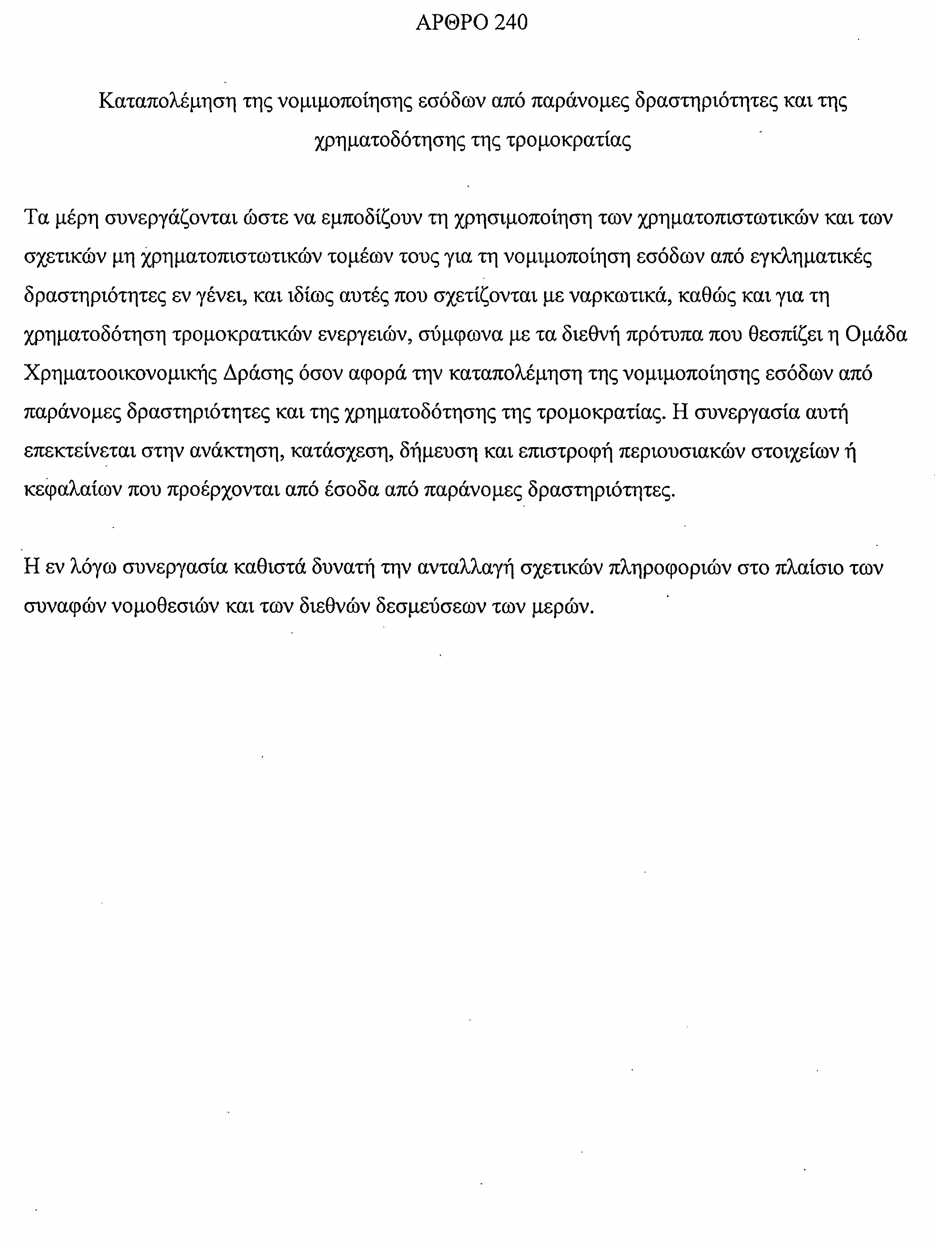 ΑΡΘΡΟ 240
Καταπολέμηση της νομιμοποίησης εσόδων από παράνομες δραστηριότητες και της
χρηματοδότησης της τρομοκρατίας
Τα μέρη συνεργάζονται ώστε να εμποδίζουν τη χρησιμοποίηση των χρηματοπιστωτικών και των
σχετικών μη χρηματοπιστωτικών τομέων τους για τη νομιμοποίηση εσόδων από εγκληματικές
δραστηριότητες εν γένει, και ιδίως αυτές που σχετίζονται με ναρκωτικά, καθώς και για τη
χρηματοδότηση τρομοκρατικών ενεργειών, σύμφωνα με τα διεθνή πρότυπα που θεσπίζει η Ομάδα
Χρηματοοικονομικής Δράσης όσον αφορά την καταπολέμηση της νομιμοποίησης εσόδων από
παράνομες δραστηριότητες και της χρηματοδότησης της τρομοκρατίας. Η συνεργασία αυτή
επεκτείνεται στην ανάκτηση, κατάσχεση, δήμευση και επιστροφή περιουσιακών στοιχείων ή
κεφαλαίων που προέρχονται από έσοδα από παράνομες δραστηριότητες.
Η εν λόγω συνεργασία καθιστά δυνατή την ανταλλαγή σχετικών πληροφοριών στο πλαίσιο των
συναφών νομοθεσιών και των διεθνών δεσμεύσεων των μερών.